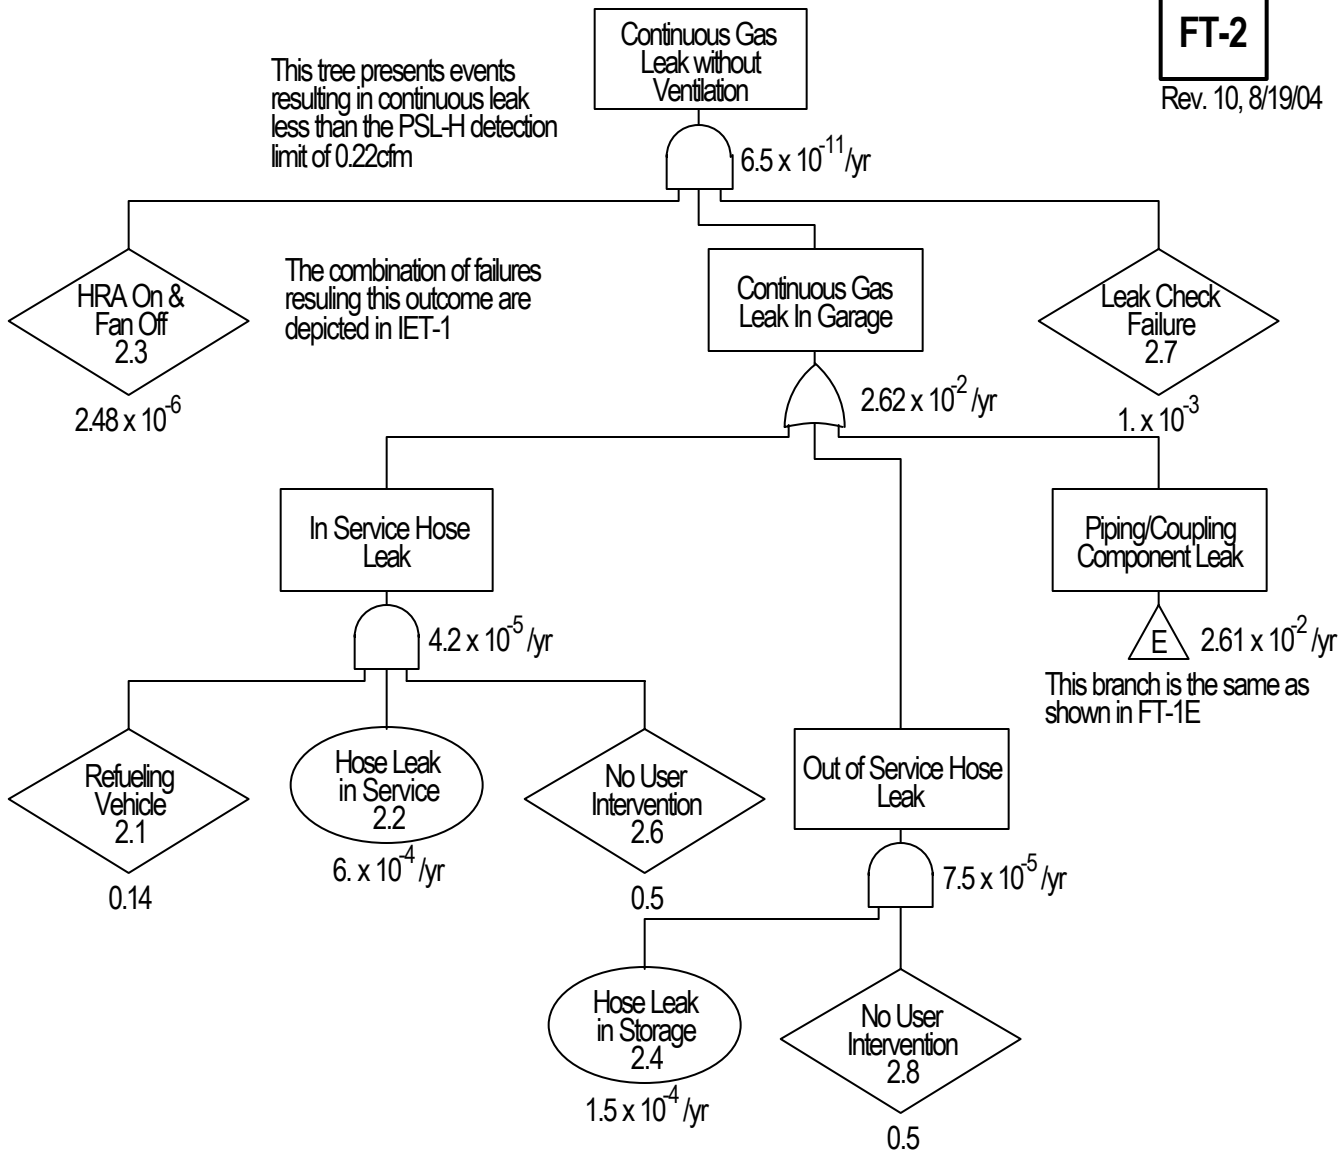 FT-2
Rev. 10, 8/19/04
Continuous Gas
Leak without
Ventilation
This tree presents events
resulting in continuous leak
less than the PSL-H detection
limit of 0.22cfm
6.5 x 10^-11/yr
HRA On &
Fan Off
2.3
2.48 x 10^-6
The combination of failures
resuling this outcome are
depicted in IET-1
Continuous Gas
Leak In Garage
2.62 x 10^-2 /yr
Leak Check
Failure
2.7
1. x 10^-3
In Service Hose
Leak
4.2 x 10^-5 /yr
Piping/Coupling
Component Leak
E
2.61 x 10^-2 /yr
This branch is the same as
shown in FT-1E
Refueling
Vehicle
2.1
0.14
Hose Leak
in Service
2.2
6. x 10^-4 /yr
No User
Intervention
2.6
0.5
Out of Service Hose
Leak
7.5 x 10^-5 /yr
Hose Leak
in Storage
2.4
1.5 x 10^-4 /yr
No User
Intervention
2.8
0.5